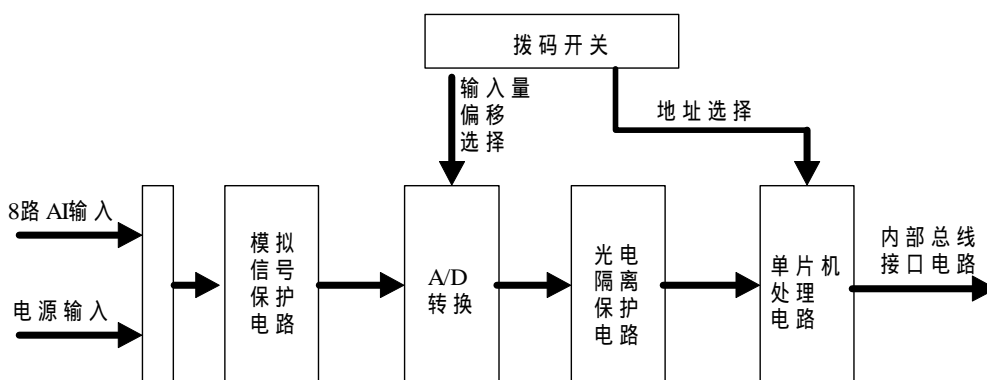 拨码开关
输入量
偏移
选择
地址选择
8路 AI输入
电源输入
模拟
信号
保护
电路
A/D
转换
光电
隔离
保护
电路
单片机
处理
电路
内部总线
接口电路